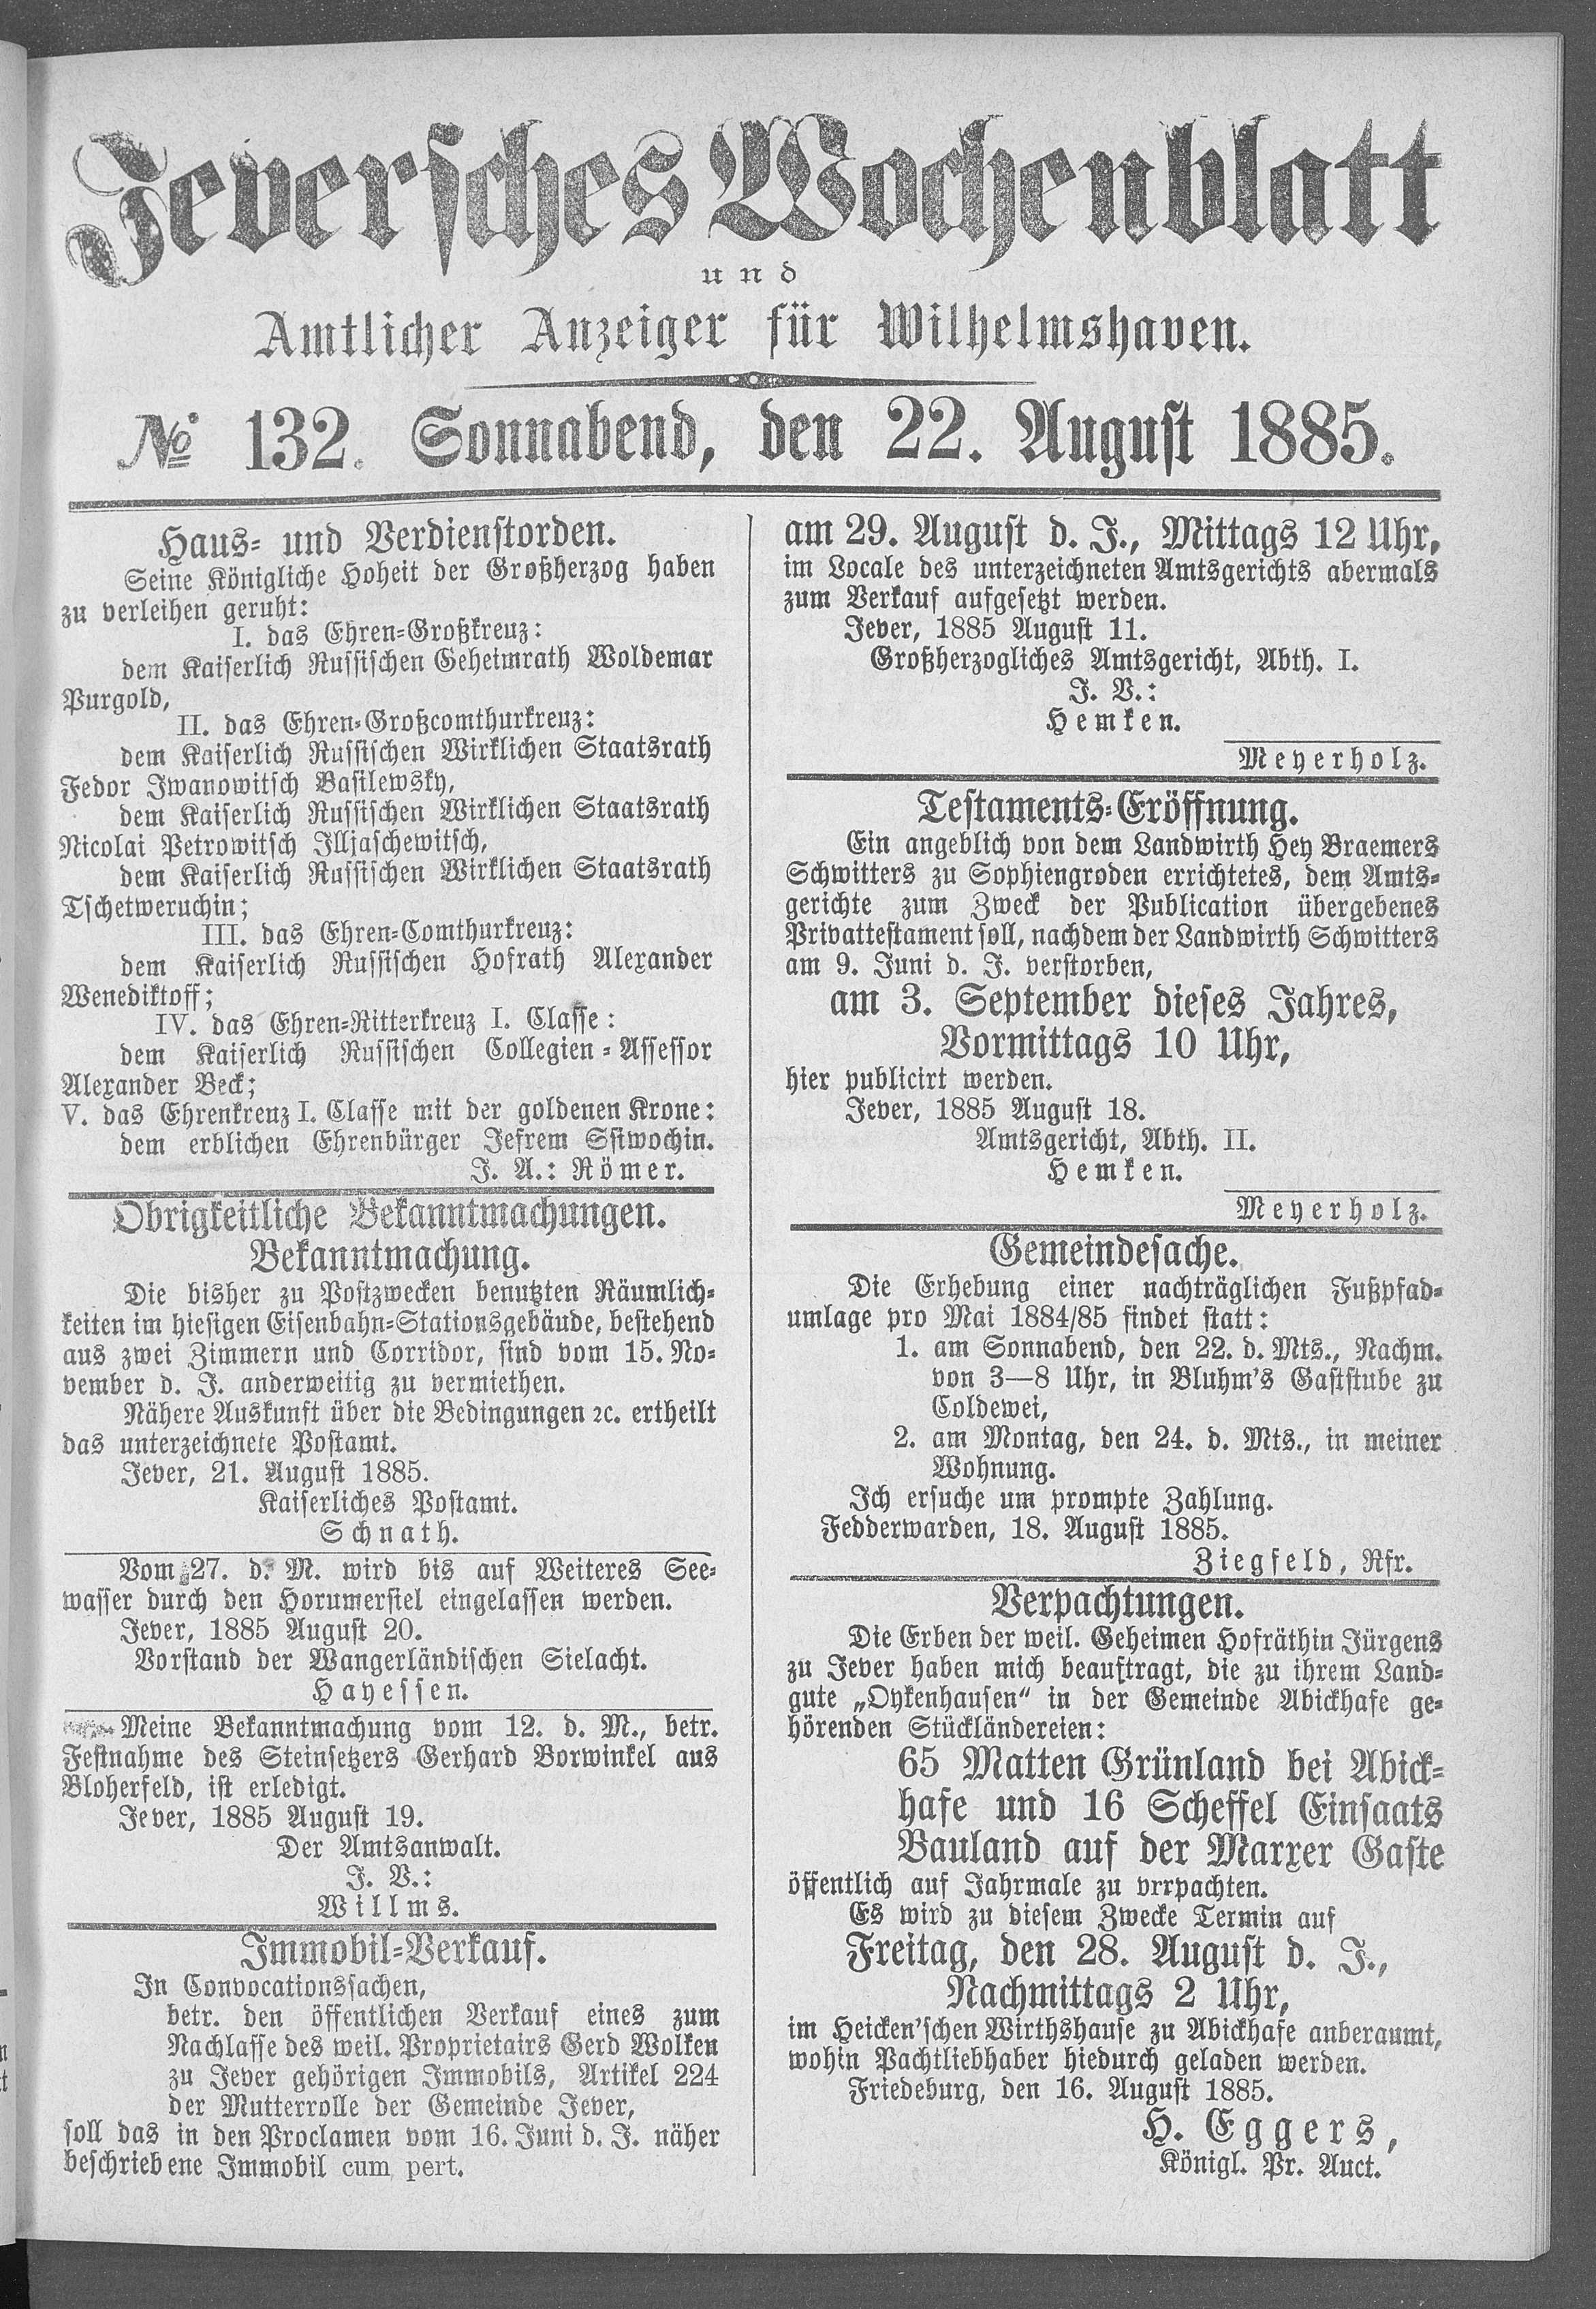 Jeversches Wochenblatt
und
Amtlicher Anzeiger für Wilhelmshaven.
No 132. Sonnabend, den 22. August 1885.
Haus- und Verdienstorden.
Seine Königliche Hoheit der Großherzog haben
zu verleihen geruht:
I. das Ehren-Großkreuz:
dem Kaiserlich Russischen Geheimrath Woldemar
Purgold,
II. das Ehren-Großcomthurkreuz:
dem Kaiserlich Russischen Wirklichen Staatsrath
Fedor Iwanowitsch Basilewsky,
dem Kaiserlich Russischen Wirklichen Staatsrath
Nicolai Petrowitsch Illjaschewitsch,
dem Kaiserlich Russischen Wirklichen Staatsrath
Tschetweruchin;
III. das Ehren-Comthurkreuz:
dem Kaiserlich Russischen Hofrath Alexander
Wenediktoff;
IV. das Ehren-Ritterkreuz I. Classe:
dem Kaiserlich Russischen Collegien-Assessor
Alexander Beck;
V. das Ehrenkreuz I. Classe mit der goldenen Krone:
dem erblichen Ehrenbürger Jefrem Sstwochin.
J. A.: Römer.
Obrigkeitliche Bekanntmachungen.
Bekanntmachung.
Die bisher zu Postzwecken benutzten Räumlich-
keiten im hiesigen Eisenbahn-Stationsgebäude, bestehend
aus zwei Zimmern und Corridor, sind vom 15. No-
vember d. J. anderweitig zu vermiethen.
Nähere Auskunft über die Bedingungen ꝛc. ertheilt
das unterzeichnete Postamt.
Jever, 21. August 1885.
Kaiserliches Postamt.
Schnath.
Vom 27. d. M. wird bis auf Weiteres See-
wasser durch den Horumersiel eingelassen werden.
Jever, 1885 August 20.
Vorstand der Wangerländischen Sielacht.
Hayessen.
Meine Bekanntmachung vom 12. d. M., betr.
Festnahme des Steinsetzers Gerhard Borwinkel aus
Bloherfeld, ist erledigt.
Jever, 1885 August 19.
Der Amtsanwalt.
J. V.:
Willms.
Immobil-Verkauf.
In Convocationssachen,
betr. den öffentlichen Verkauf eines zum
Nachlasse des weil. Proprietairs Gerd Wolken
zu Jever gehörigen Immobils, Artikel 224
der Mutterrolle der Gemeinde Jever,
soll das in den Proclamen vom 16. Juni d. J. näher
beschriebene Immobil cum pert.
am 29. August d. J., Mittags 12 Uhr,
im Locale des unterzeichneten Amtsgerichts abermals
zum Verkauf aufgesetzt werden.
Jever, 1885 August 11.
Großherzogliches Amtsgericht, Abth. I.
J. V.:
Hemken.
Meyerholz.
Testaments-Eröffnung.
Ein angeblich von dem Landwirth Hey Braemers
Schwitters zu Sophiengroden errichtetes, dem Amts-
gerichte zum Zweck der Publication übergebenes
Privattestament soll, nachdem der Landwirth Schwitters
am 9. Juni d. J. verstorben,
am 3. September dieses Jahres,
Vormittags 10 Uhr,
hier publicirt werden.
Jever, 1885 August 18.
Amtsgericht, Abth. II.
Hemken.
Meyerholz.
Gemeindesache.
Die Erhebung einer nachträglichen Fußpfad-
umlage pro Mai 1884/85 findet statt:
1. am Sonnabend, den 22. d. Mts., Nachm.
von 3—8 Uhr, in Bluhm's Gaststube zu
Coldewei,
2. am Montag, den 24. d. Mts., in meiner
Wohnung.
Ich ersuche um prompte Zahlung.
Fedderwarden, 18. August 1885.
Ziegfeld, Rfr.
Verpachtungen.
Die Erben der weil. Geheimen Hofräthin Jürgens
zu Jever haben mich beauftragt, die zu ihrem Land-
gute „Oykenhausen“ in der Gemeinde Abickhafe ge-
hörenden Stückländereien:
65 Matten Grünland bei Abick-
hafe und 16 Scheffel Einsaats
Bauland auf der Marxer Gaste
öffentlich auf Jahrmale zu vrrpachten.
Es wird zu diesem Zwecke Termin auf
Freitag, den 28. August d. J.,
Nachmittags 2 Uhr,
im Heicken'schen Wirthshause zu Abickhafe anberaumt,
wohin Pachtliebhaber hiedurch geladen werden.
Friedeburg, den 16. August 1885.
H. Eggers,
Königl. Pr. Auct.